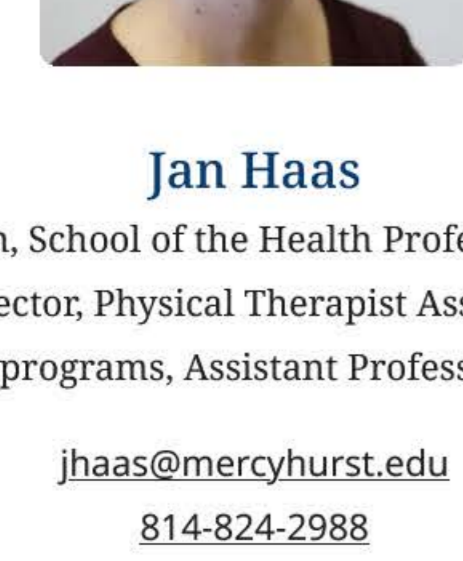 Jan Haas
, School of the Health
Physical Therapist
programs, Assistant
jhaas@mercyhurst.edu
814-824-2988